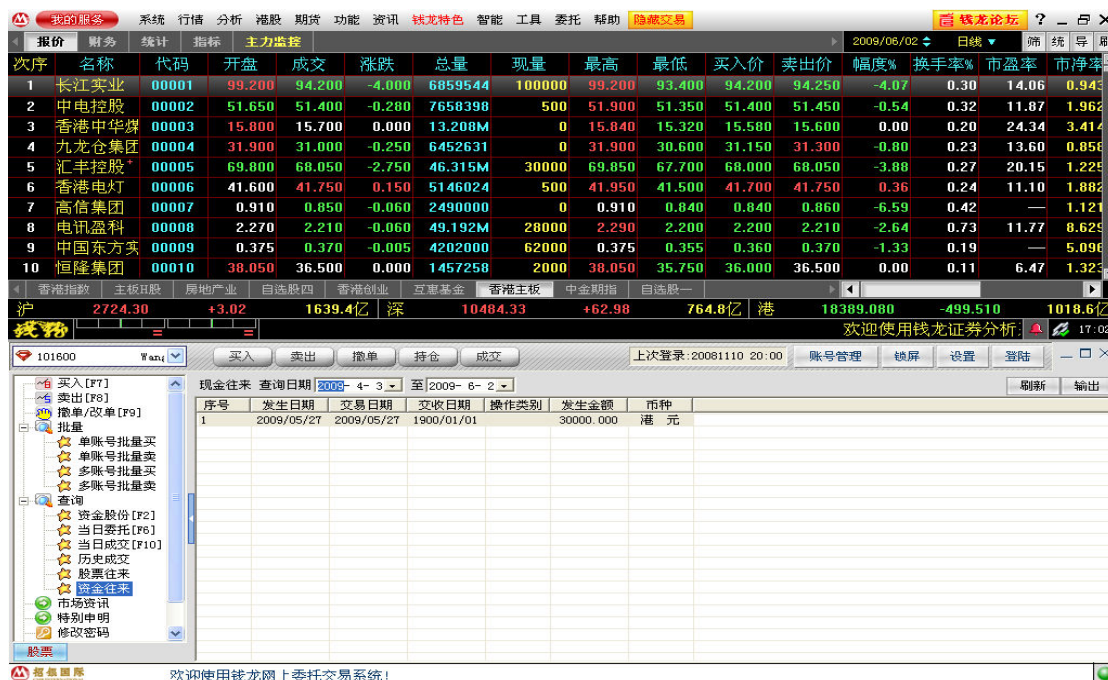 我的服务 系统 行情 分析 港股 期货 功能 资讯 钱龙特色 智能 工具 委托 帮助 隐藏交易 钱龙论坛 ?
报价 财务 统计 指标 主力监控 2009/06/02 日线 筛 统 导
次序 名称 代码 开盘 成交 涨跌 总量 现量 最高 最低 买入价 卖出价 幅度% 换手率% 市盈率 市净率
1 长江实业 00001 99.200 94.200 -4.000 6859544 100000 99.200 93.400 94.200 94.250 -4.07 0.30 14.06 0.943
2 中电控股 00002 51.650 51.400 -0.280 7658398 500 51.900 51.350 51.400 51.450 -0.54 0.32 11.87 1.962
3 香港中华煤 00003 15.800 15.700 0.000 13.208M 0 15.840 15.320 15.580 15.600 0.00 0.20 24.34 3.414
4 九龙仓集团 00004 31.900 31.000 -0.250 6452631 0 31.900 30.600 31.150 31.300 -0.80 0.23 13.60 0.858
5 汇丰控股+ 00005 69.800 68.050 -2.750 46.315M 30000 69.850 67.700 68.000 68.050 -3.88 0.27 20.15 1.225
6 香港电灯 00006 41.600 41.750 0.150 5146024 500 41.950 41.500 41.700 41.750 0.36 0.24 11.10 1.882
7 高信集团 00007 0.910 0.850 -0.060 2490000 0 0.910 0.840 0.840 0.860 -6.59 0.42 — 1.121
8 电讯盈科 00008 2.270 2.210 -0.060 49.192M 28000 2.290 2.200 2.200 2.210 -2.64 0.73 11.77 8.629
9 中国东方实 00009 0.375 0.370 -0.005 4202000 62000 0.375 0.355 0.360 0.370 -1.33 0.19 — 5.096
10 恒隆集团 00010 38.050 36.500 0.000 1457258 2000 38.050 35.750 36.000 36.500 0.00 0.11 6.47 1.323
香港指数 主板H股 房地产业 自选股四 香港创业 互惠基金 香港主板 中金期指 自选股一
沪 2724.30 +3.02 1639.4亿 深 10484.33 +62.98 764.8亿 港 18389.080 -499.510 1018.6亿
钱龙 欢迎使用钱龙证券分析 17:02
101600 Wang 买入 卖出 撤单 持仓 成交 上次登录:20081110 20:00 账号管理 锁屏 设置 登陆
现金往来 查询日期 2009- 4- 3 至 2009- 6- 2 刷新 输出
序号 发生日期 交易日期 交收日期 操作类别 发生金额 币种
1 2009/05/27 2009/05/27 1900/01/01 30000.000 港 元
买入[F7]
卖出[F8]
撤单/改单[F9]
批量
单账号批量买
单账号批量卖
多账号批量买
多账号批量卖
查询
资金股份[F2]
当日委托[F6]
当日成交[F10]
历史成交
股票往来
资金往来
市场资讯
特别申明
修改密码
股票
招银国际 欢迎使用钱龙网上委托交易系统!